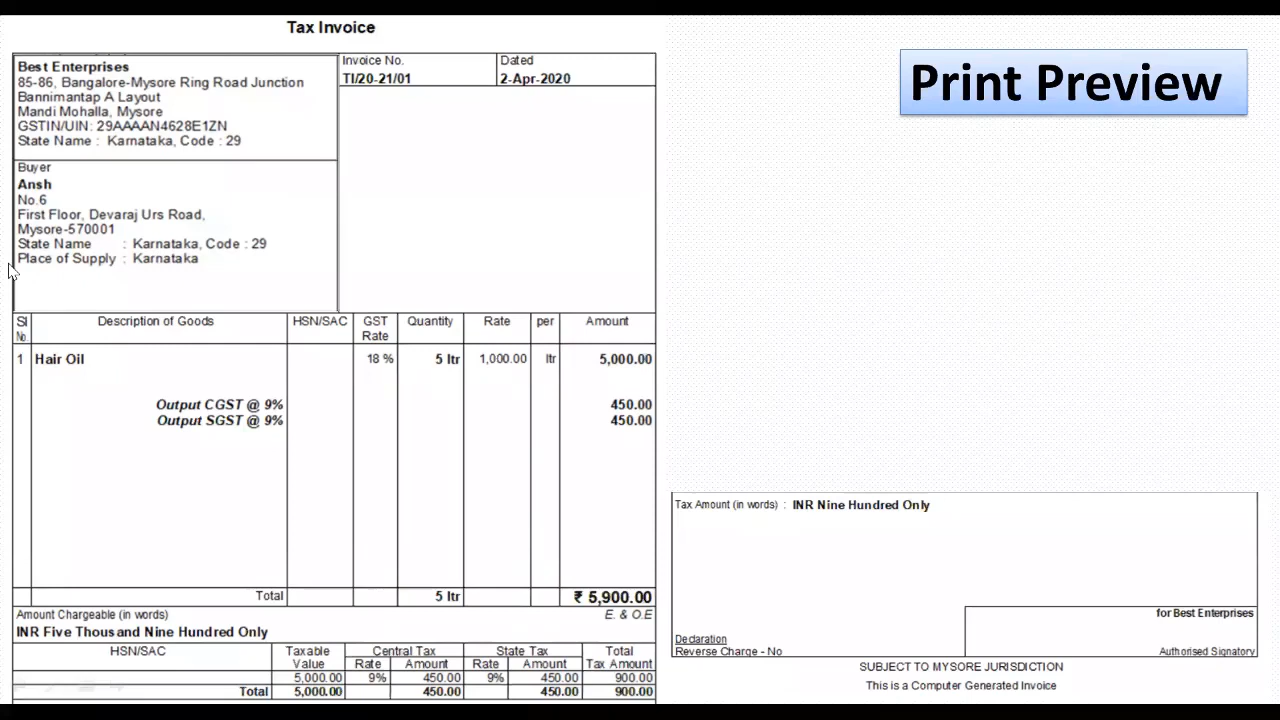 Tax Invoice
Print Preview
Best Enterprises
85-86, Bangalore-Mysore Ring Road Junction
Bannimantap A Layout
Mandi Mohalla, Mysore
GSTIN/UIN: 29AAAAN4628E1ZN
State Name : Karnataka, Code : 29
Invoice No. Dated
TI/20-21/01 2-Apr-2020
Buyer
Ansh
No.6
First Floor, Devaraj Urs Road,
Mysore-570001
State Name : Karnataka, Code : 29
Place of Supply : Karnataka
Sl Description of Goods HSN/SAC GST Quantity Rate per Amount
No. Rate
1 Hair Oil 18 % 5 ltr 1,000.00 ltr 5,000.00
Output CGST @ 9% 450.00
Output SGST @ 9% 450.00
Total 5 ltr ₹ 5,900.00
Amount Chargeable (in words) E. & O.E
INR Five Thousand Nine Hundred Only
HSN/SAC Taxable Central Tax State Tax Total
Value Rate Amount Rate Amount Tax Amount
5,000.00 9% 450.00 9% 450.00 900.00
Total 5,000.00 450.00 450.00 900.00
Tax Amount (in words) : INR Nine Hundred Only
for Best Enterprises
Declaration
Reverse Charge - No Authorised Signatory
SUBJECT TO MYSORE JURISDICTION
This is a Computer Generated Invoice